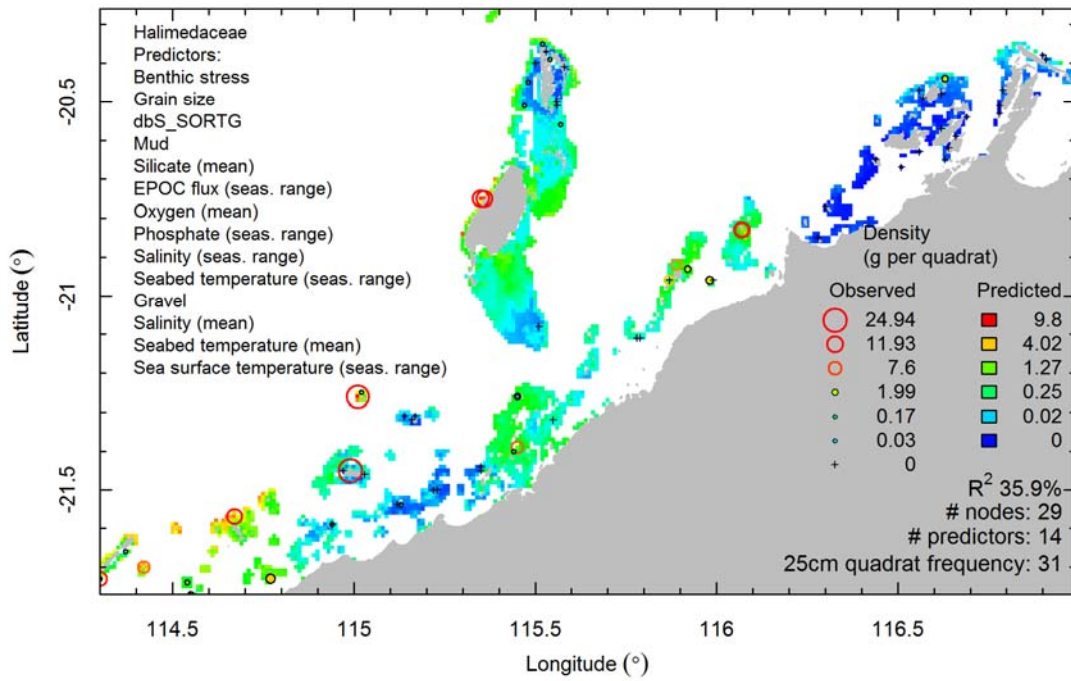 Halimedaceae
Predictors:
Benthic stress
Grain size
dbS_SORTG
Mud
Silicate (mean)
EPOC flux (seas. range)
Oxygen (mean)
Phosphate (seas. range)
Salinity (seas. range)
Seabed temperature (seas. range)
Gravel
Salinity (mean)
Seabed temperature (mean)
Sea surface temperature (seas. range)
Latitude (°)
-20.5
-21
-21.5
Density
(g per quadrat)
Observed Predicted
24.94 9.8
11.93 4.02
7.6 1.27
1.99 0.25
0.17 0.02
0.03 0
0
R² 35.9%
# nodes: 29
# predictors: 14
25cm quadrat frequency: 31
114.5 115 115.5 116 116.5
Longitude (°)